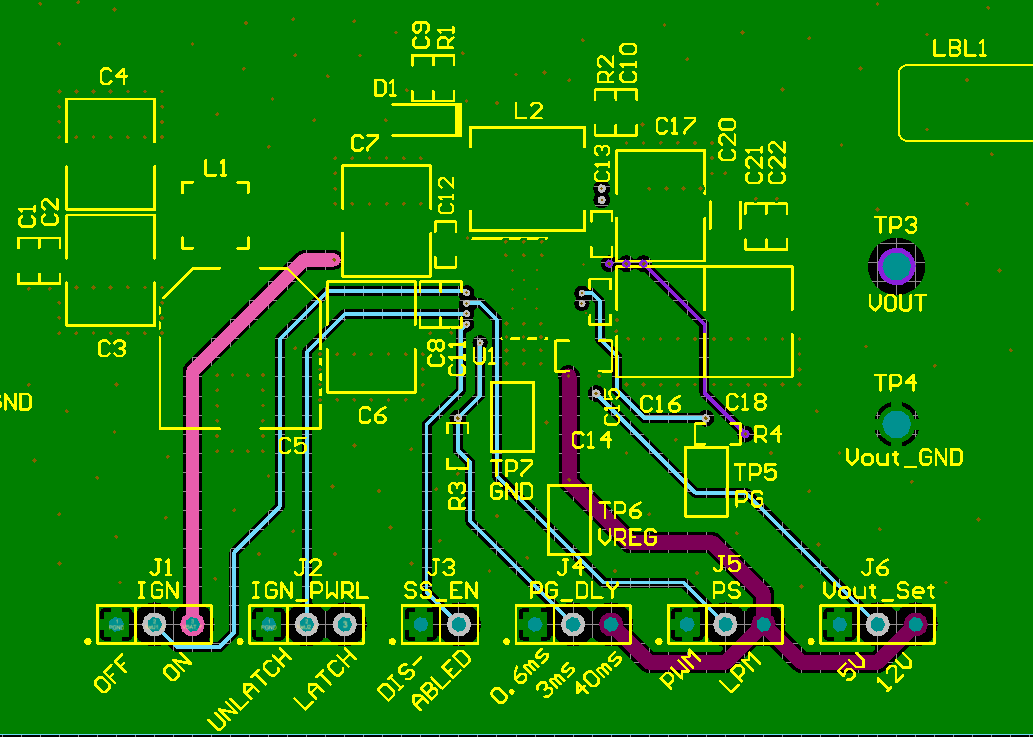 C9
R1
LBL1
C4
D1
R2
C10
L2
C7
C17
C20
C21
C22
C13
L1
C12
C1
C2
TP3
VOUT
C3
C8
C11
U1
TP4
GND
C6
C15
C16
C18
R4
C5
C14
Vout_GND
TP7
GND
R3
TP5
PG
TP6
VREG
J1
IGN
J2
IGN_PWRL
J3
SS_EN
J4
PG_DLY
J5
PS
J6
Vout_Set
OFF
ON
UNLATCH
LATCH
DIS-
ABLED
0.6ms
3ms
40ms
PWM
LPM
5V
12V